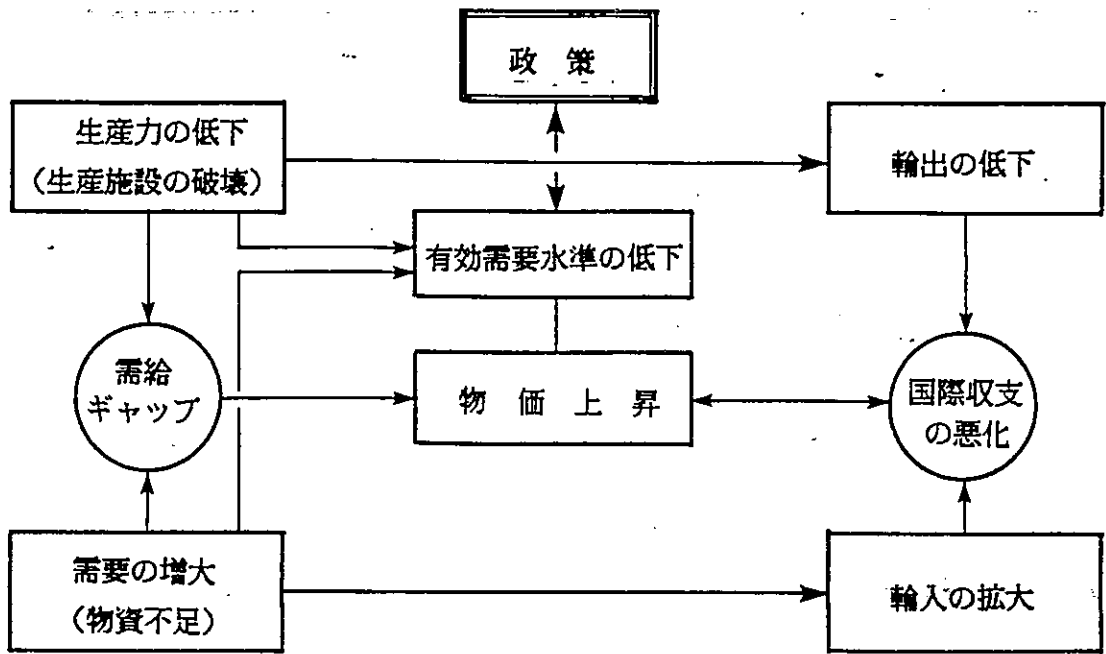 政策
生産力の低下
（生産施設の破壊）
輸出の低下
有効需要水準の低下
需給
ギャップ
物価上昇
国際収支
の悪化
需要の増大
（物資不足）
輸入の拡大